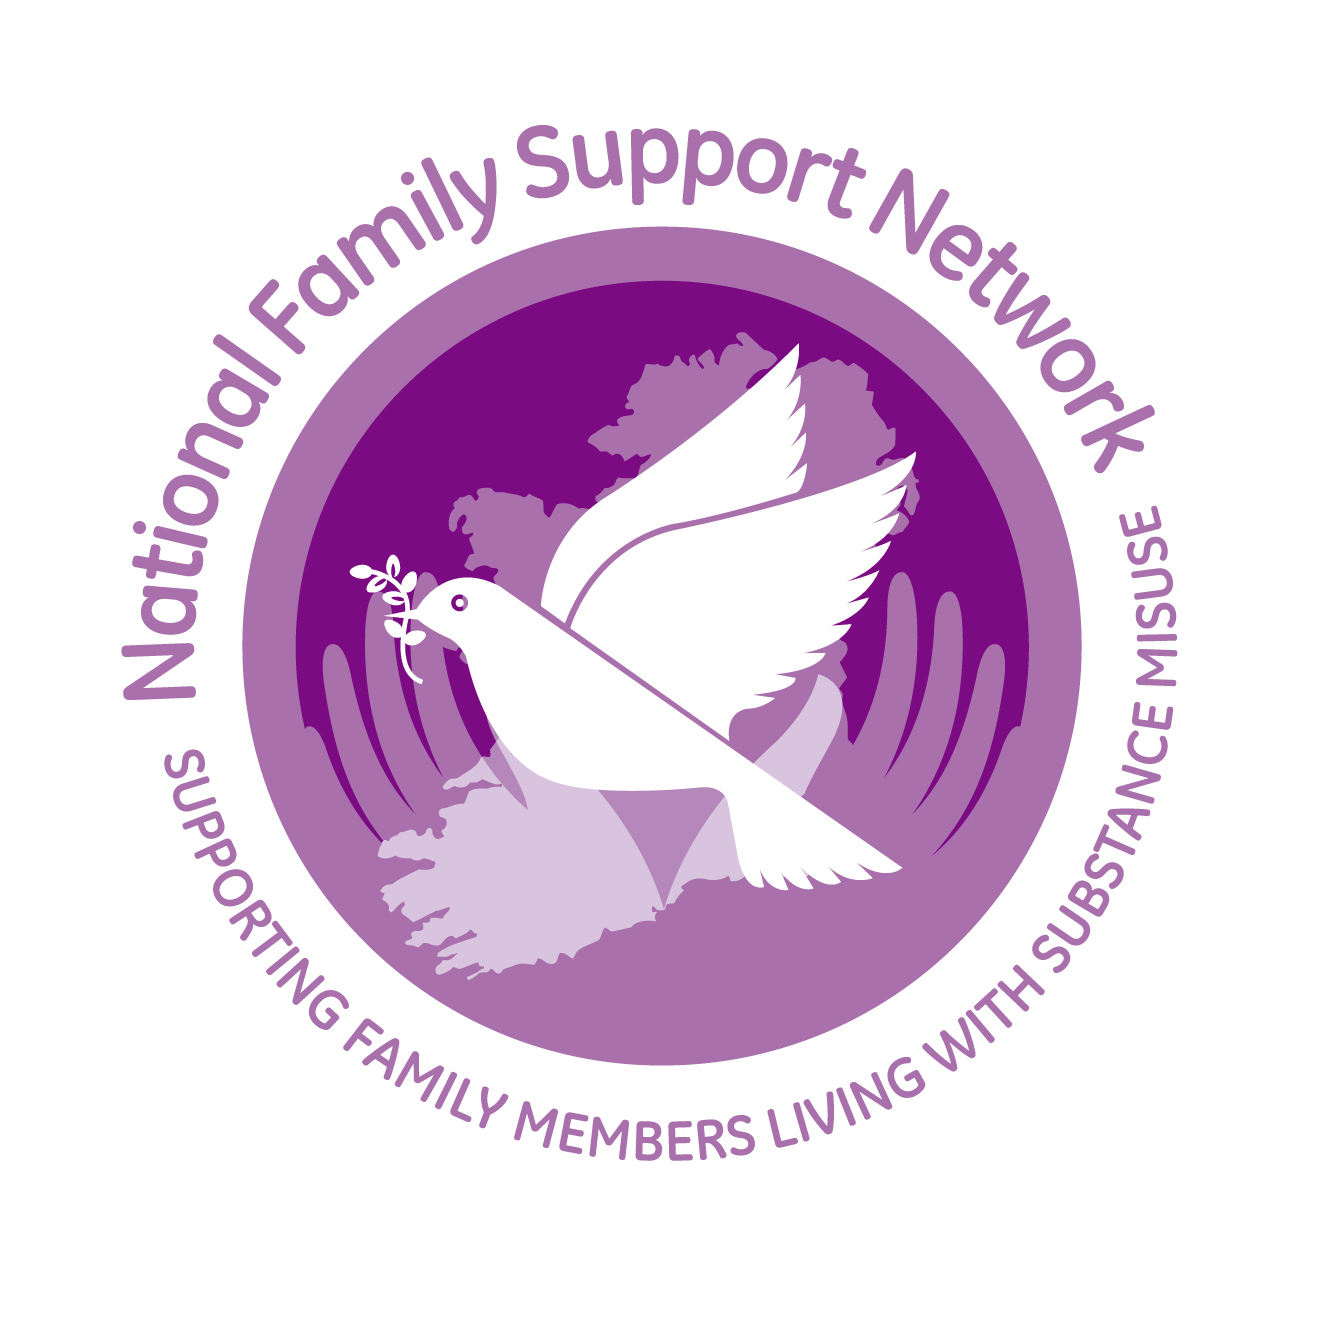 National Family Support Network
SUPPORTING FAMILY MEMBERS LIVING WITH SUBSTANCE MISUSE